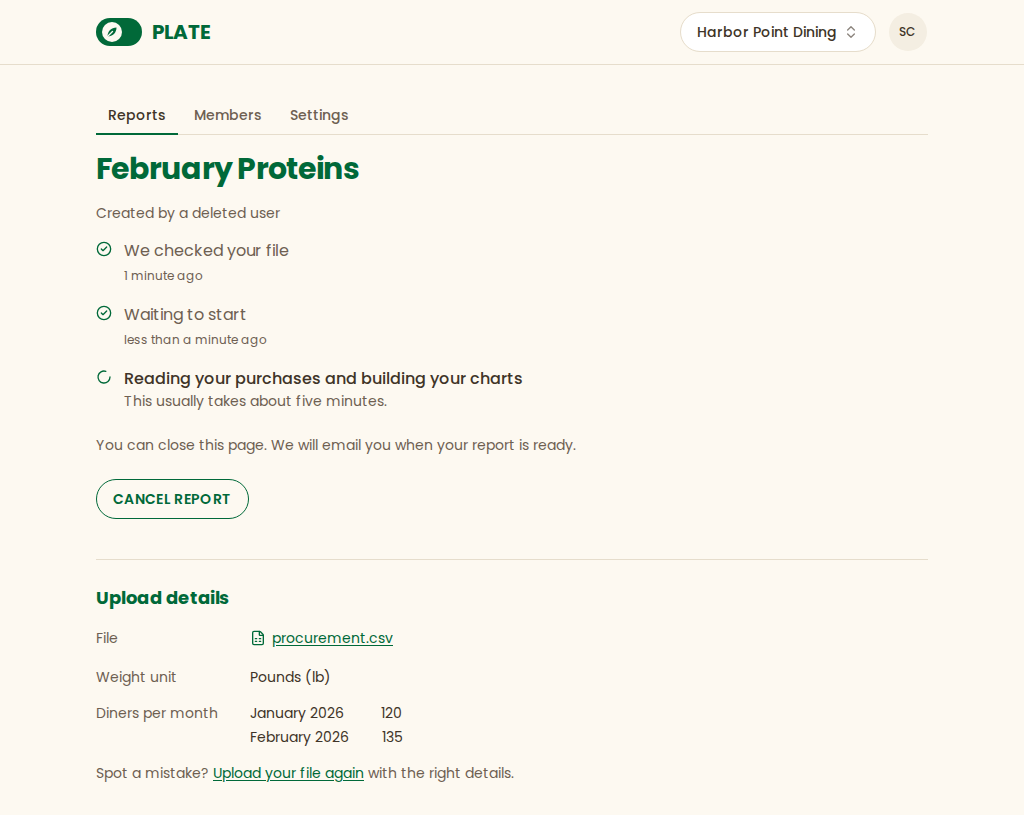 PLATE
Harbor Point Dining
SC
Reports
Members
Settings
February Proteins
Created by a deleted user
We checked your file
1 minute ago
Waiting to start
less than a minute ago
Reading your purchases and building your charts
This usually takes about five minutes.
You can close this page. We will email you when your report is ready.
CANCEL REPORT
Upload details
File procurement.csv
Weight unit Pounds (lb)
Diners per month January 2026 120
February 2026 135
Spot a mistake? Upload your file again with the right details.